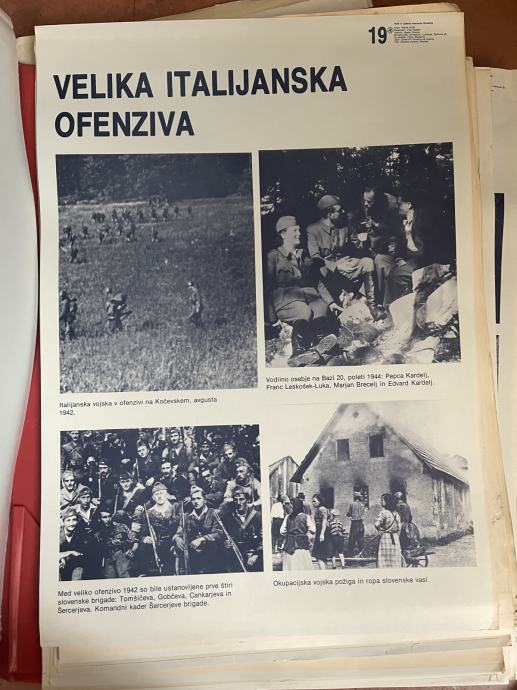 19
VELIKA ITALIJANSKA
OFENZIVA
Italijanska vojska v ofenzivi na Kočevskem, avgusta
1942.
Vodilno osebje na Bazi 20, poleti 1944: Pepca Kardelj,
Franc Leskošek-Luka, Marjan Brecelj in Edvard Kardelj.
Med veliko ofenzivo 1942 so bile ustanovljene prve štiri
slovenske brigade: Tomšičeva, Gobčeva, Cankarjeva in
Šercerjeva. Komandni kader Šercerjeve brigade.
Okupacijska vojska požiga in ropa slovenske vasi.